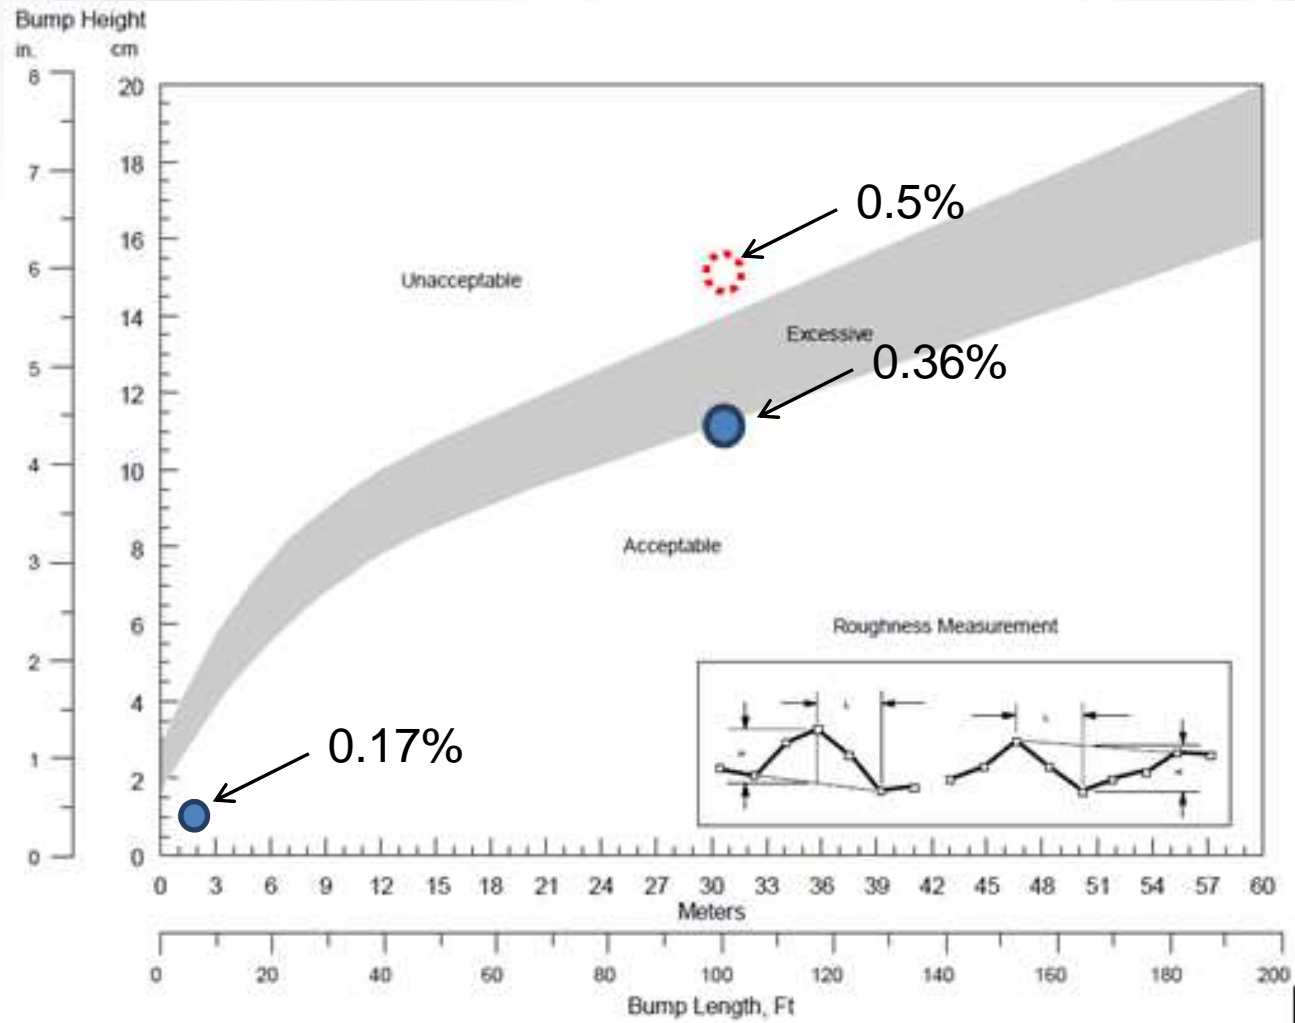 Bump Height
in. cm
8
7
6
5
4
3
2
1
0
20
18
16
14
12
10
8
6
4
2
0
0.5%
Unacceptable
Excessive
0.36%
Acceptable
Roughness Measurement
0.17%
0 3 6 9 12 15 18 21 24 27 30 33 36 39 42 45 48 51 54 57 60
Meters
0 20 40 60 80 100 120 140 160 180 200
Bump Length, Ft